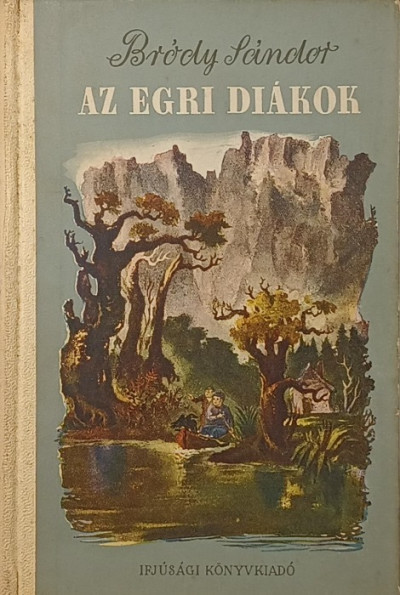 Bródy Sándor
AZ EGRI DIÁKOK
IFJÚSÁGI KÖNYVKIADÓ